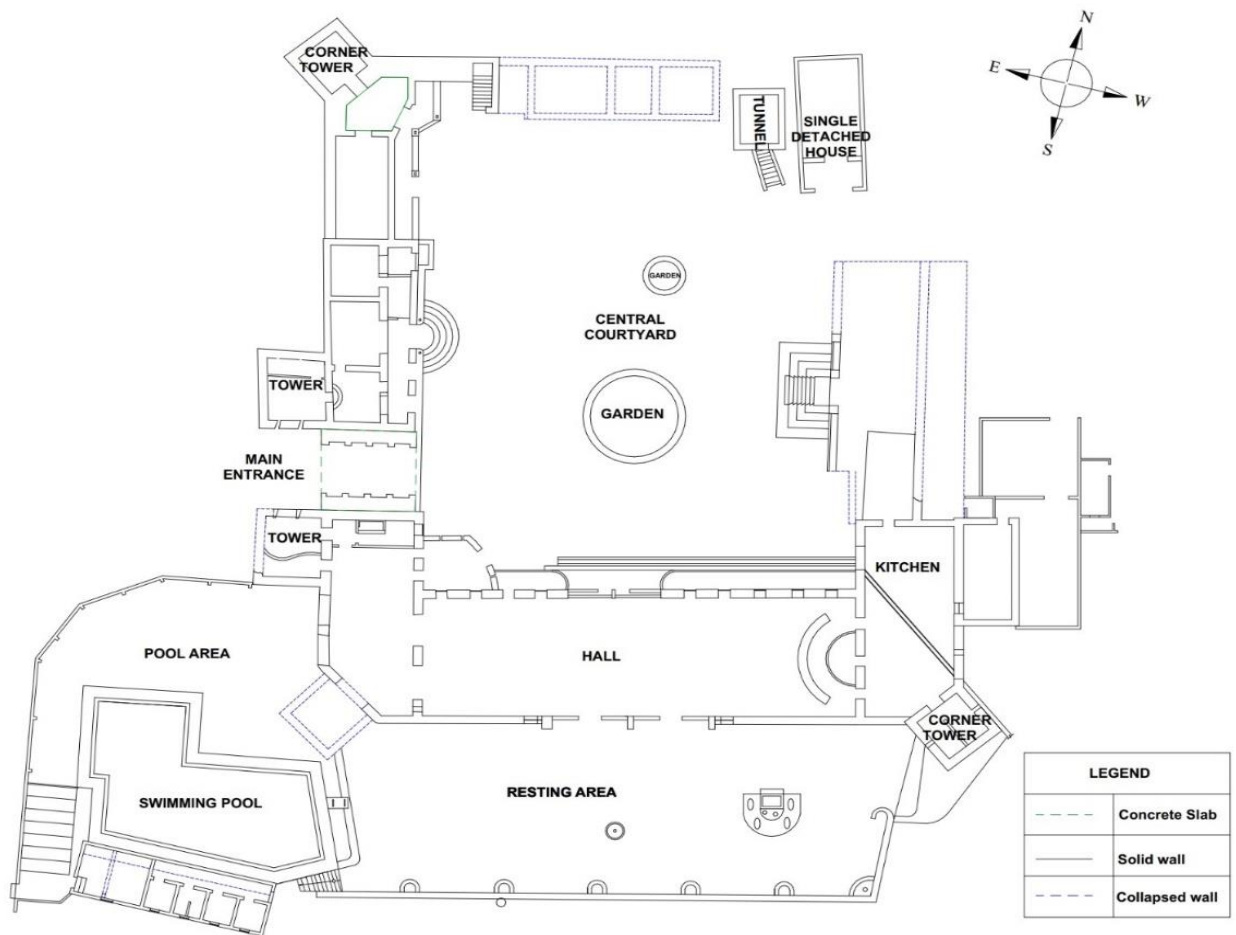 CORNER
TOWER
N
E
W
S
TUNNEL
SINGLE
DETACHED
HOUSE
GARDEN
CENTRAL
COURTYARD
TOWER
GARDEN
MAIN
ENTRANCE
TOWER
KITCHEN
POOL AREA
HALL
CORNER
TOWER
RESTING AREA
SWIMMING POOL
LEGEND
Concrete Slab
Solid wall
Collapsed wall